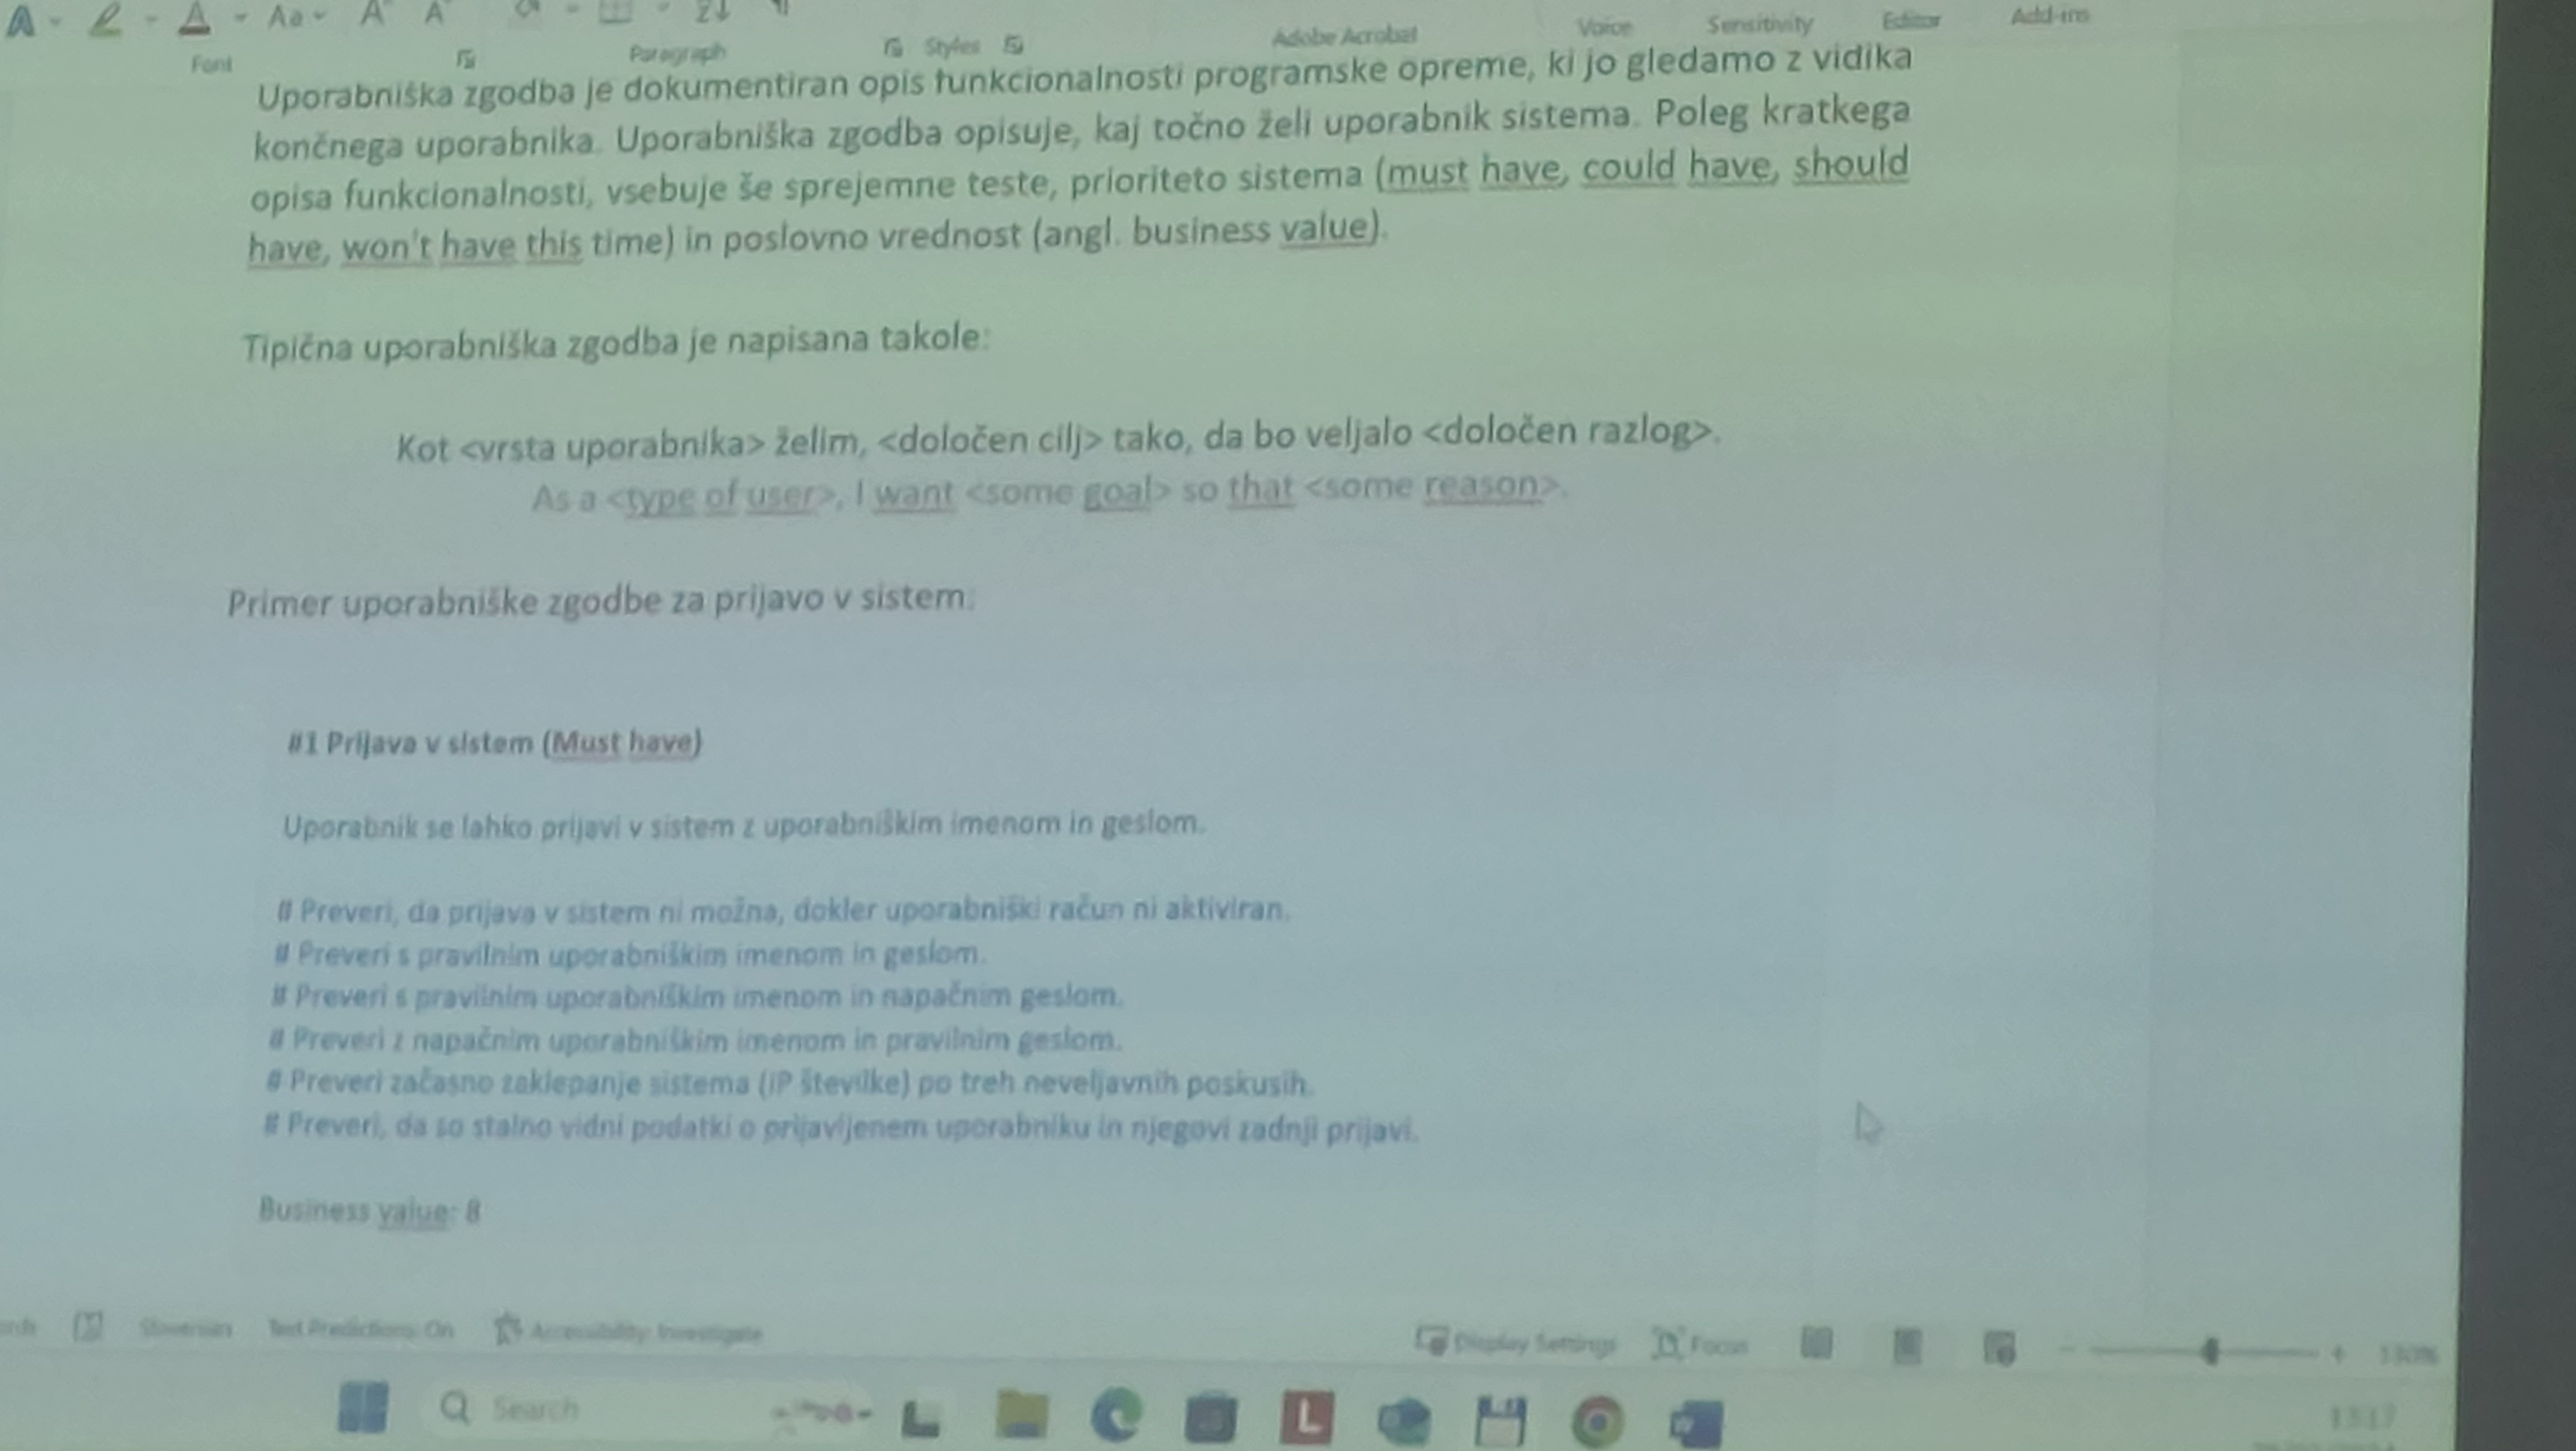 Aa
Font
Paragraph
Styles
Adobe Acrobat
Voice
Sensitivity
Editor
Add-ins
Uporabniška zgodba je dokumentiran opis funkcionalnosti programske opreme, ki jo gledamo z vidika
končnega uporabnika. Uporabniška zgodba opisuje, kaj točno želi uporabnik sistema. Poleg kratkega
opisa funkcionalnosti, vsebuje še sprejemne teste, prioriteto sistema (must have, could have, should
have, won't have this time) in poslovno vrednost (angl. business value).
Tipična uporabniška zgodba je napisana takole:
Kot <vrsta uporabnika> želim, <določen cilj> tako, da bo veljalo <določen razlog>.
As a <type of user>, I want <some goal> so that <some reason>.
Primer uporabniške zgodbe za prijavo v sistem:
#1 Prijava v sistem (Must have)
Uporabnik se lahko prijavi v sistem z uporabniškim imenom in geslom.
# Preveri, da prijava v sistem ni možna, dokler uporabniški račun ni aktiviran.
# Preveri s pravilnim uporabniškim imenom in geslom.
# Preveri s pravilnim uporabniškim imenom in napačnim geslom.
# Preveri z napačnim uporabniškim imenom in pravilnim geslom.
# Preveri začasno zaklepanje sistema (IP številke) po treh neveljavnih poskusih.
# Preveri, da so stalno vidni podatki o prijavljenem uporabniku in njegovi zadnji prijavi.
Business value: 8
Slovenian
Text Predictions: On
Accessibility: Investigate
Display Settings
Focus
Search
L
13:17